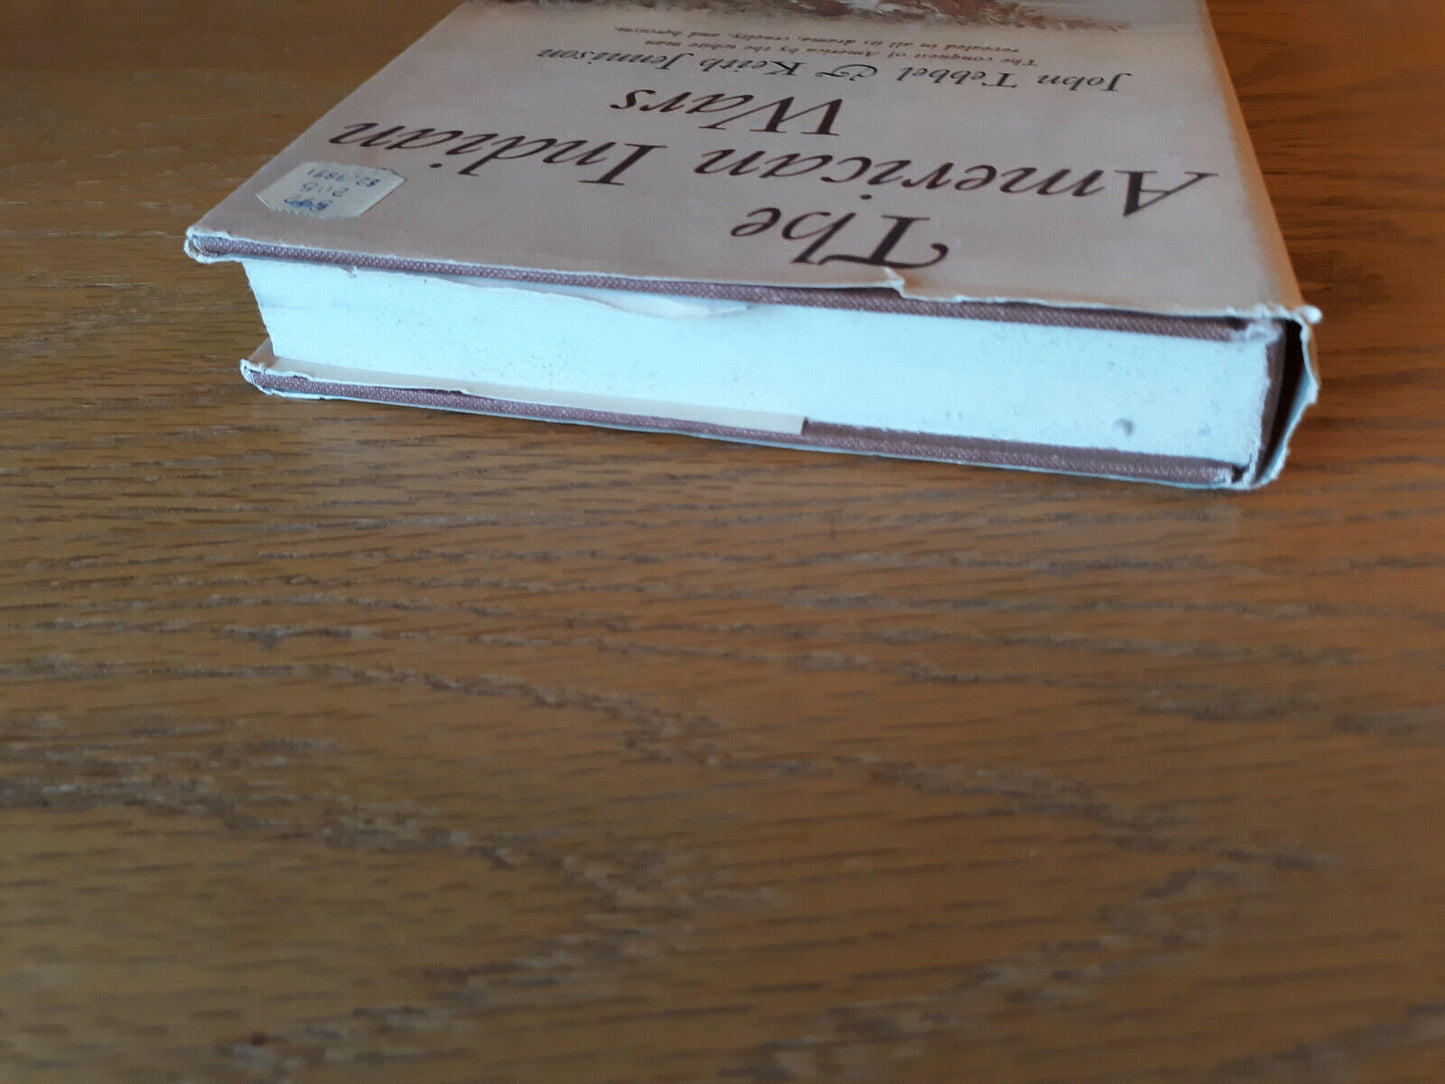 The
American Indian
Wars
John Tebbel & Keith Jennison
The conquest of America by the white man
revealed in all its drama, cruelty, and heroism.
205